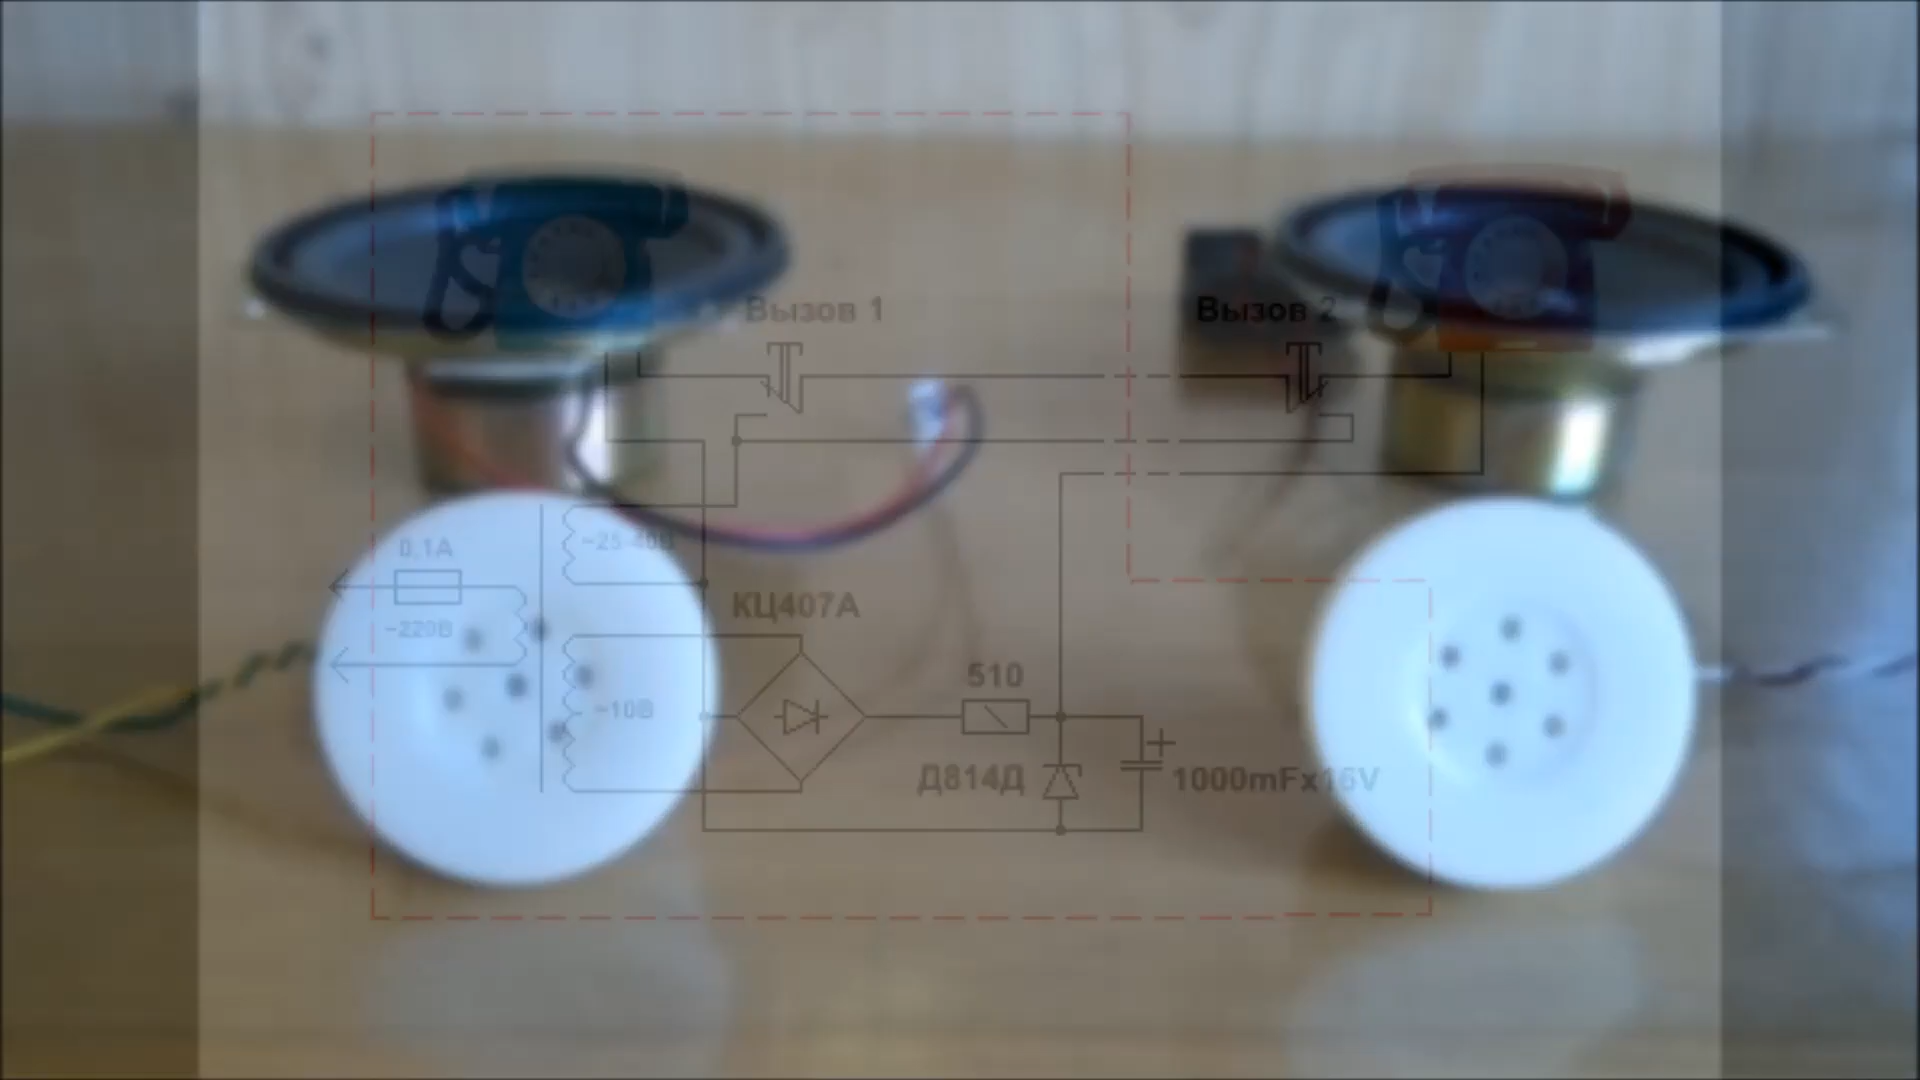 Вызов 1
Вызов 2
0,1А
~25-40В
~220В
КЦ407А
510
~10В
Д814Д
1000mFx16V